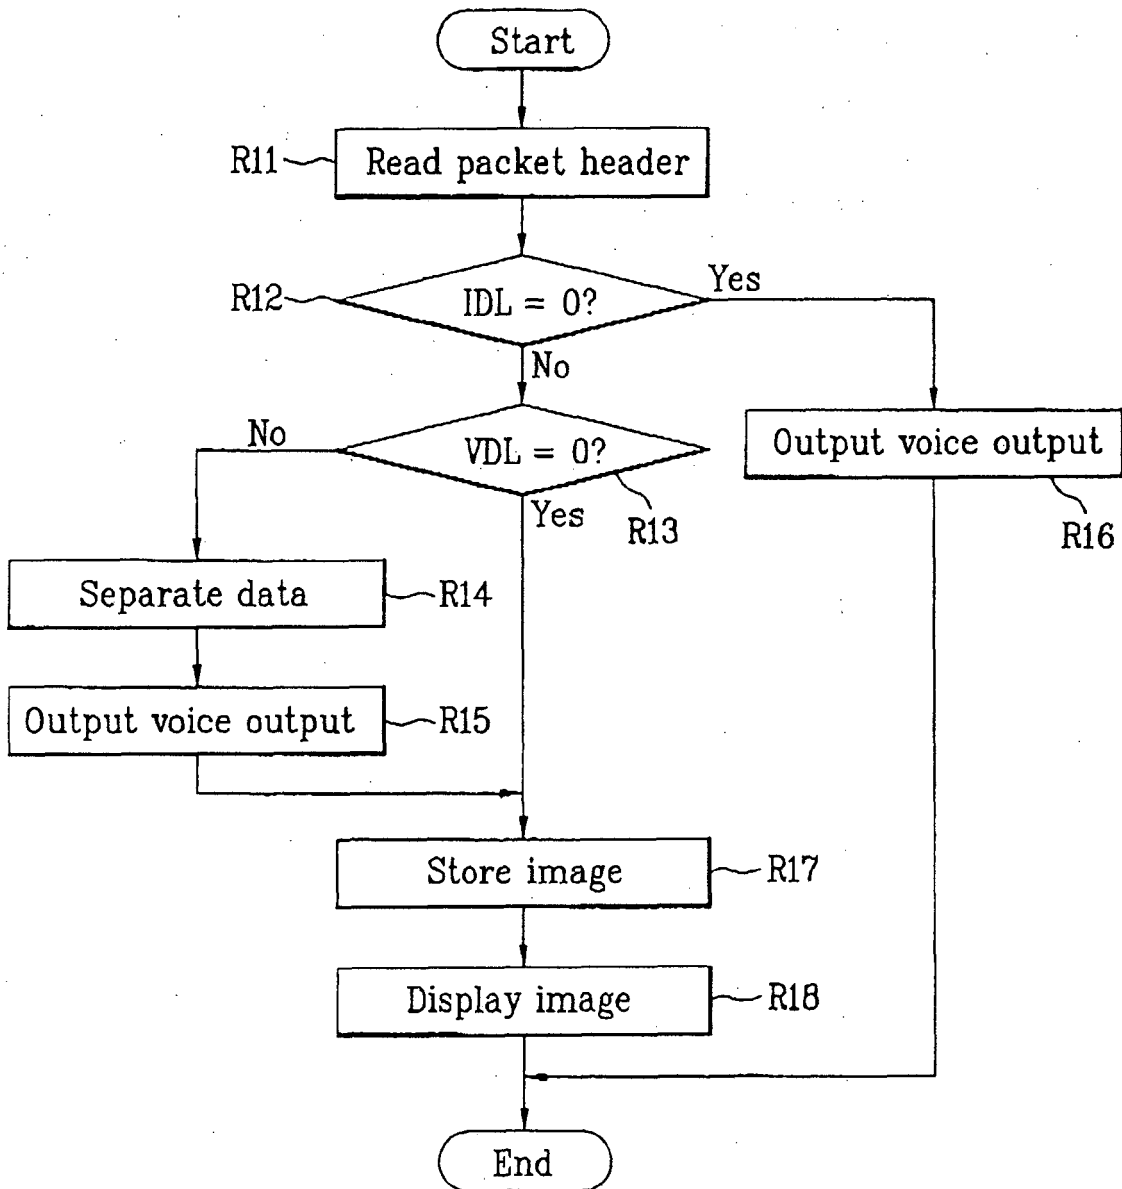 Start
R11
Read packet header
R12
IDL = 0?
Yes
No
No
VDL = 0?
Output voice output
Yes
R13
R16
Separate data
R14
Output voice output
R15
Store image
R17
Display image
R18
End